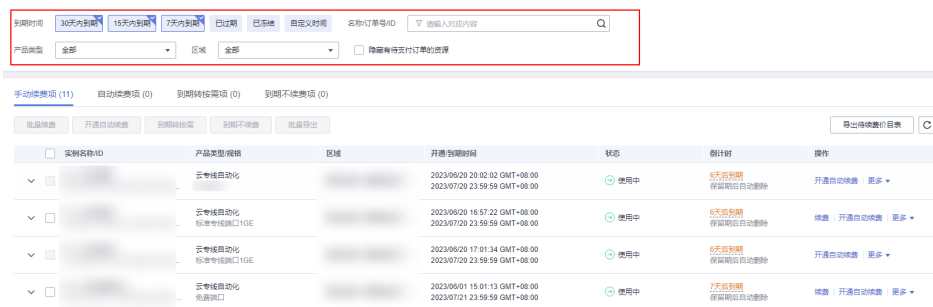 到期时间 30天内到期 15天内到期 7天内到期 已过期 已冻结 自定义时间 名称/订单号/ID 请输入对应内容
产品类型 全部 区域 全部 隐藏有待支付订单的资源
手动续费项 (11) 自动续费项 (0) 到期转按需项 (0) 到期不续费项 (0)
批量续费 开通自动续费 到期转按需 到期不续费 批量导出 导出待续费价目表
实例名称/ID 产品类型/规格 区域 开通/到期时间 状态 倒计时 操作
云专线自动化 2023/06/20 20:02:02 GMT+08:00 使用中 6天后到期 开通自动续费 更多
2023/07/20 23:59:59 GMT+08:00 保留期后自动删除
云专线自动化 2023/06/20 16:57:22 GMT+08:00 使用中 6天后到期 续费 开通自动续费 更多
标准专线端口1GE 2023/07/20 23:59:59 GMT+08:00 保留期后自动删除
云专线自动化 2023/06/20 17:01:34 GMT+08:00 使用中 6天后到期 开通自动续费 更多
标准专线端口1GE 2023/07/20 23:59:59 GMT+08:00 保留期后自动删除
云专线自动化 2023/06/01 15:01:13 GMT+08:00 使用中 7天后到期 续费 开通自动续费 更多
免费端口 2023/07/21 23:59:59 GMT+08:00 保留期后自动删除